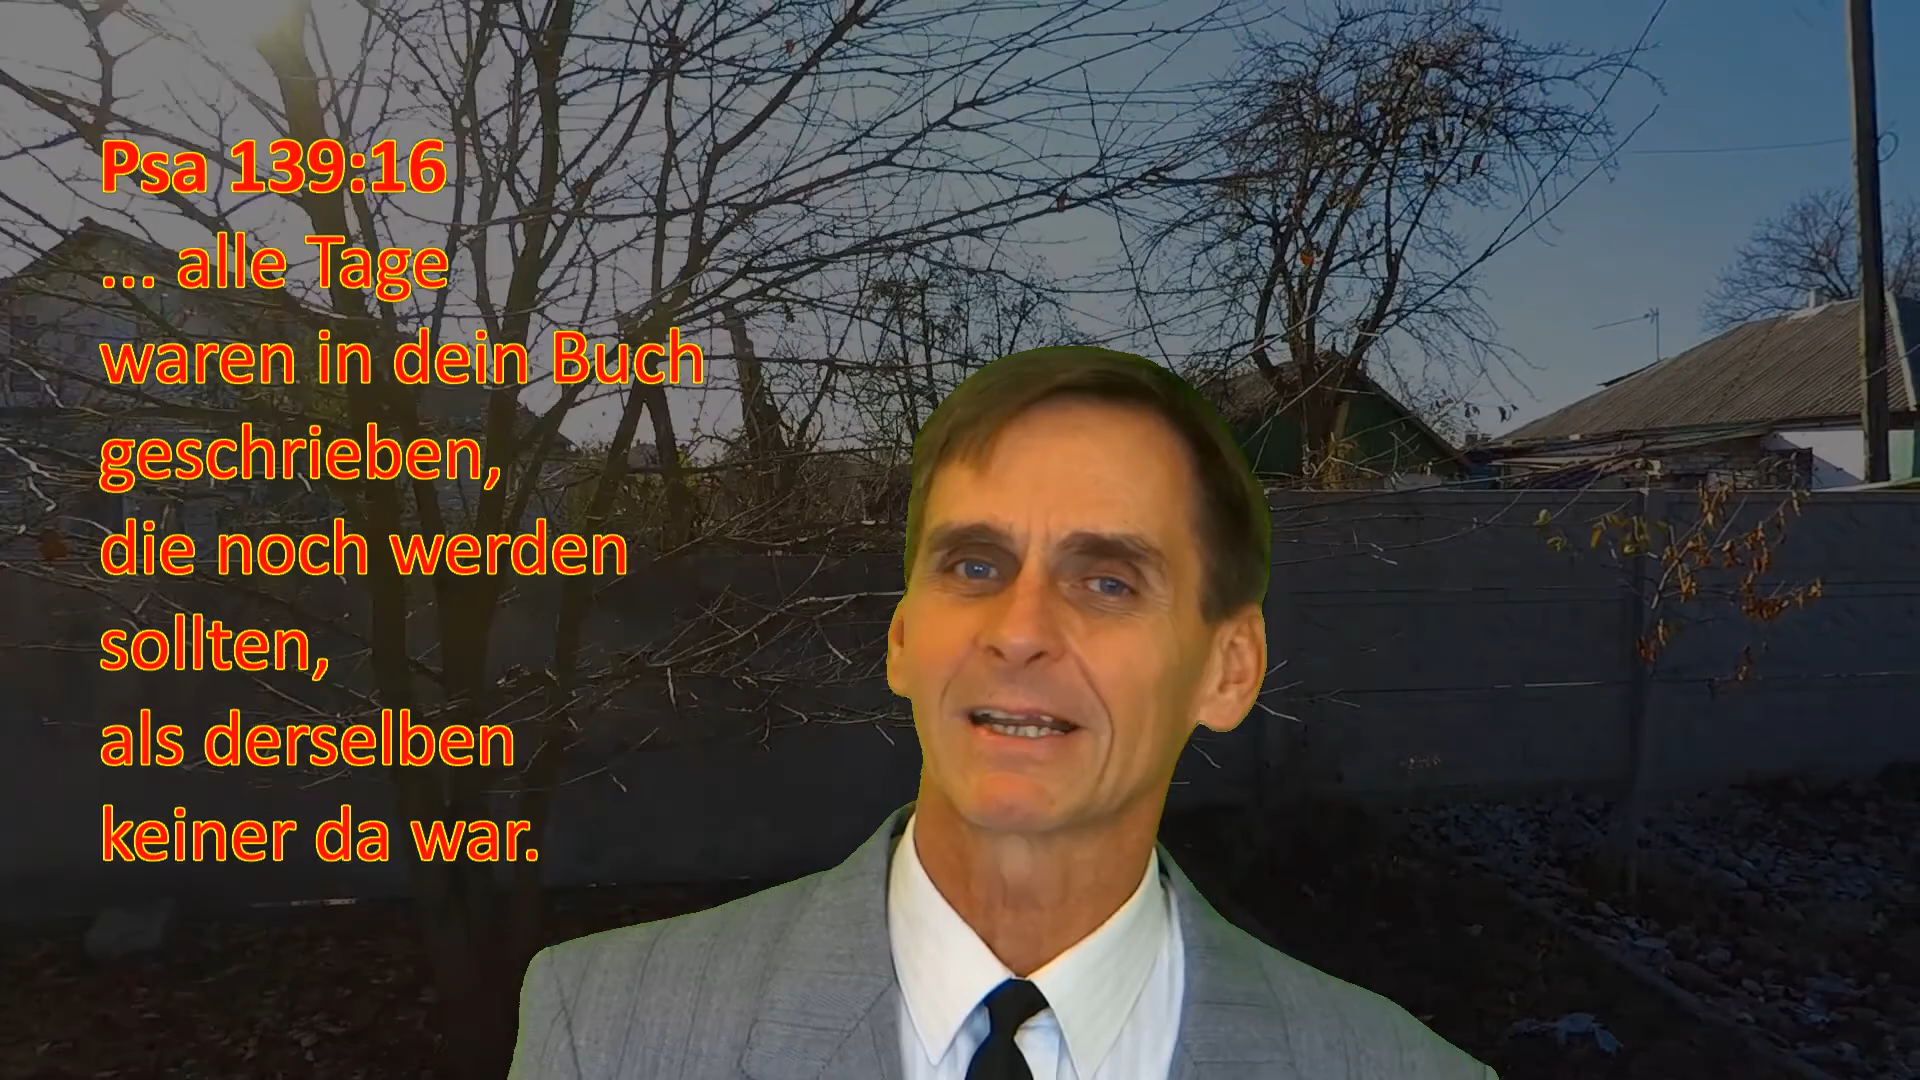 Psa 139:16
... alle Tage
waren in dein Buch
geschrieben,
die noch werden
sollten,
als derselben
keiner da war.